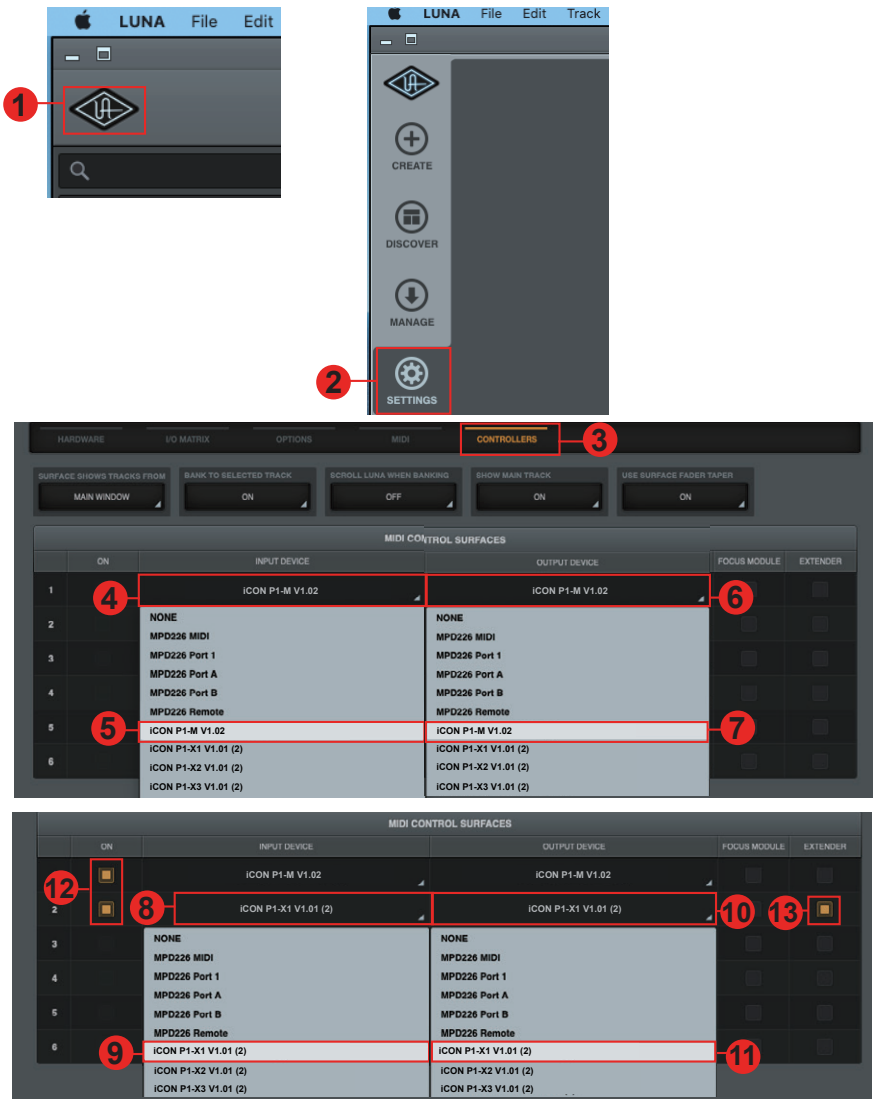 LUNA File Edit
1
LUNA File Edit Track
CREATE
DISCOVER
MANAGE
2
SETTINGS
HARDWARE I/O MATRIX OPTIONS MIDI CONTROLLERS 3
SURFACE SHOWS TRACKS FROM BANK TO SELECTED TRACK SCROLL LUNA WHEN BANKING SHOW MAIN TRACK USE SURFACE FADER TAPER
MAIN WINDOW ON OFF ON ON
MIDI CONTROL SURFACES
ON INPUT DEVICE OUTPUT DEVICE FOCUS MODULE EXTENDER
1 4 iCON P1-M V1.02 iCON P1-M V1.02 6
NONE NONE
2 MPD226 MIDI MPD226 MIDI
3 MPD226 Port 1 MPD226 Port 1
MPD226 Port A MPD226 Port A
4 MPD226 Port B MPD226 Port B
MPD226 Remote MPD226 Remote
5 5 iCON P1-M V1.02 iCON P1-M V1.02 7
iCON P1-X1 V1.01 (2) iCON P1-X1 V1.01 (2)
6 iCON P1-X2 V1.01 (2) iCON P1-X2 V1.01 (2)
iCON P1-X3 V1.01 (2) iCON P1-X3 V1.01 (2)
MIDI CONTROL SURFACES
ON INPUT DEVICE OUTPUT DEVICE FOCUS MODULE EXTENDER
12 iCON P1-M V1.02 iCON P1-M V1.02
2 8 iCON P1-X1 V1.01 (2) iCON P1-X1 V1.01 (2) 10 13
NONE NONE
3 MPD226 MIDI MPD226 MIDI
4 MPD226 Port 1 MPD226 Port 1
MPD226 Port A MPD226 Port A
5 MPD226 Port B MPD226 Port B
MPD226 Remote MPD226 Remote
6 9 iCON P1-X1 V1.01 (2) iCON P1-X1 V1.01 (2) 11
iCON P1-X2 V1.01 (2) iCON P1-X2 V1.01 (2)
iCON P1-X3 V1.01 (2) iCON P1-X3 V1.01 (2)